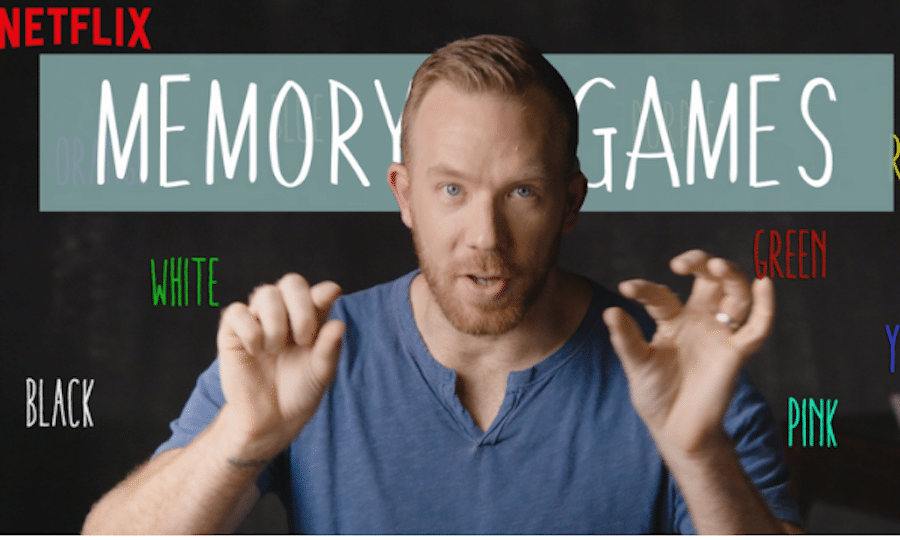 NETFLIX
MEMORY GAMES
WHITE
GREEN
BLACK
PINK